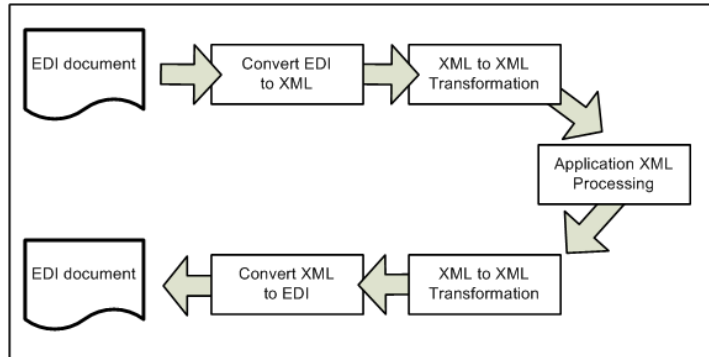 EDI document
Convert EDI
to XML
XML to XML
Transformation
Application XML
Processing
EDI document
Convert XML
to EDI
XML to XML
Transformation